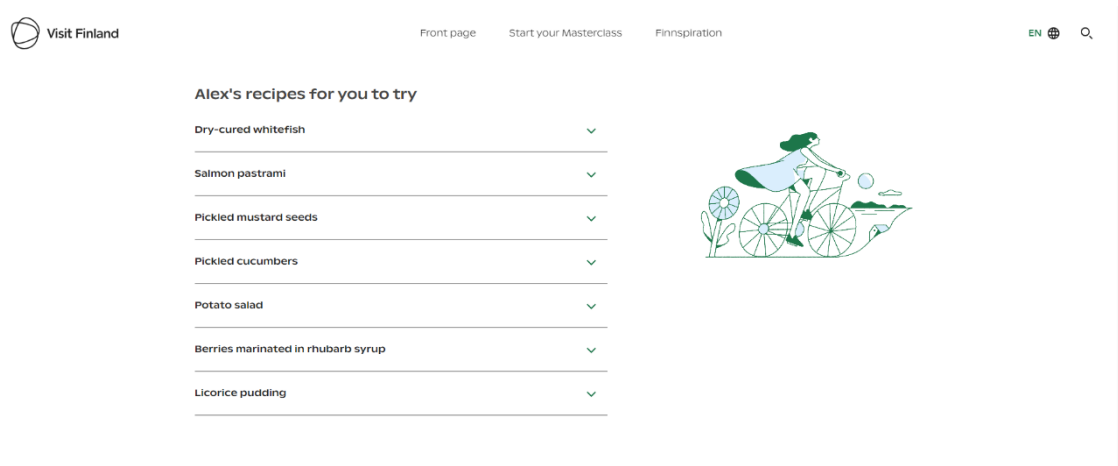 Visit Finland
Front page
Start your Masterclass
Finnspiration
EN
Alex's recipes for you to try
Dry-cured whitefish
Salmon pastrami
Pickled mustard seeds
Pickled cucumbers
Potato salad
Berries marinated in rhubarb syrup
Licorice pudding